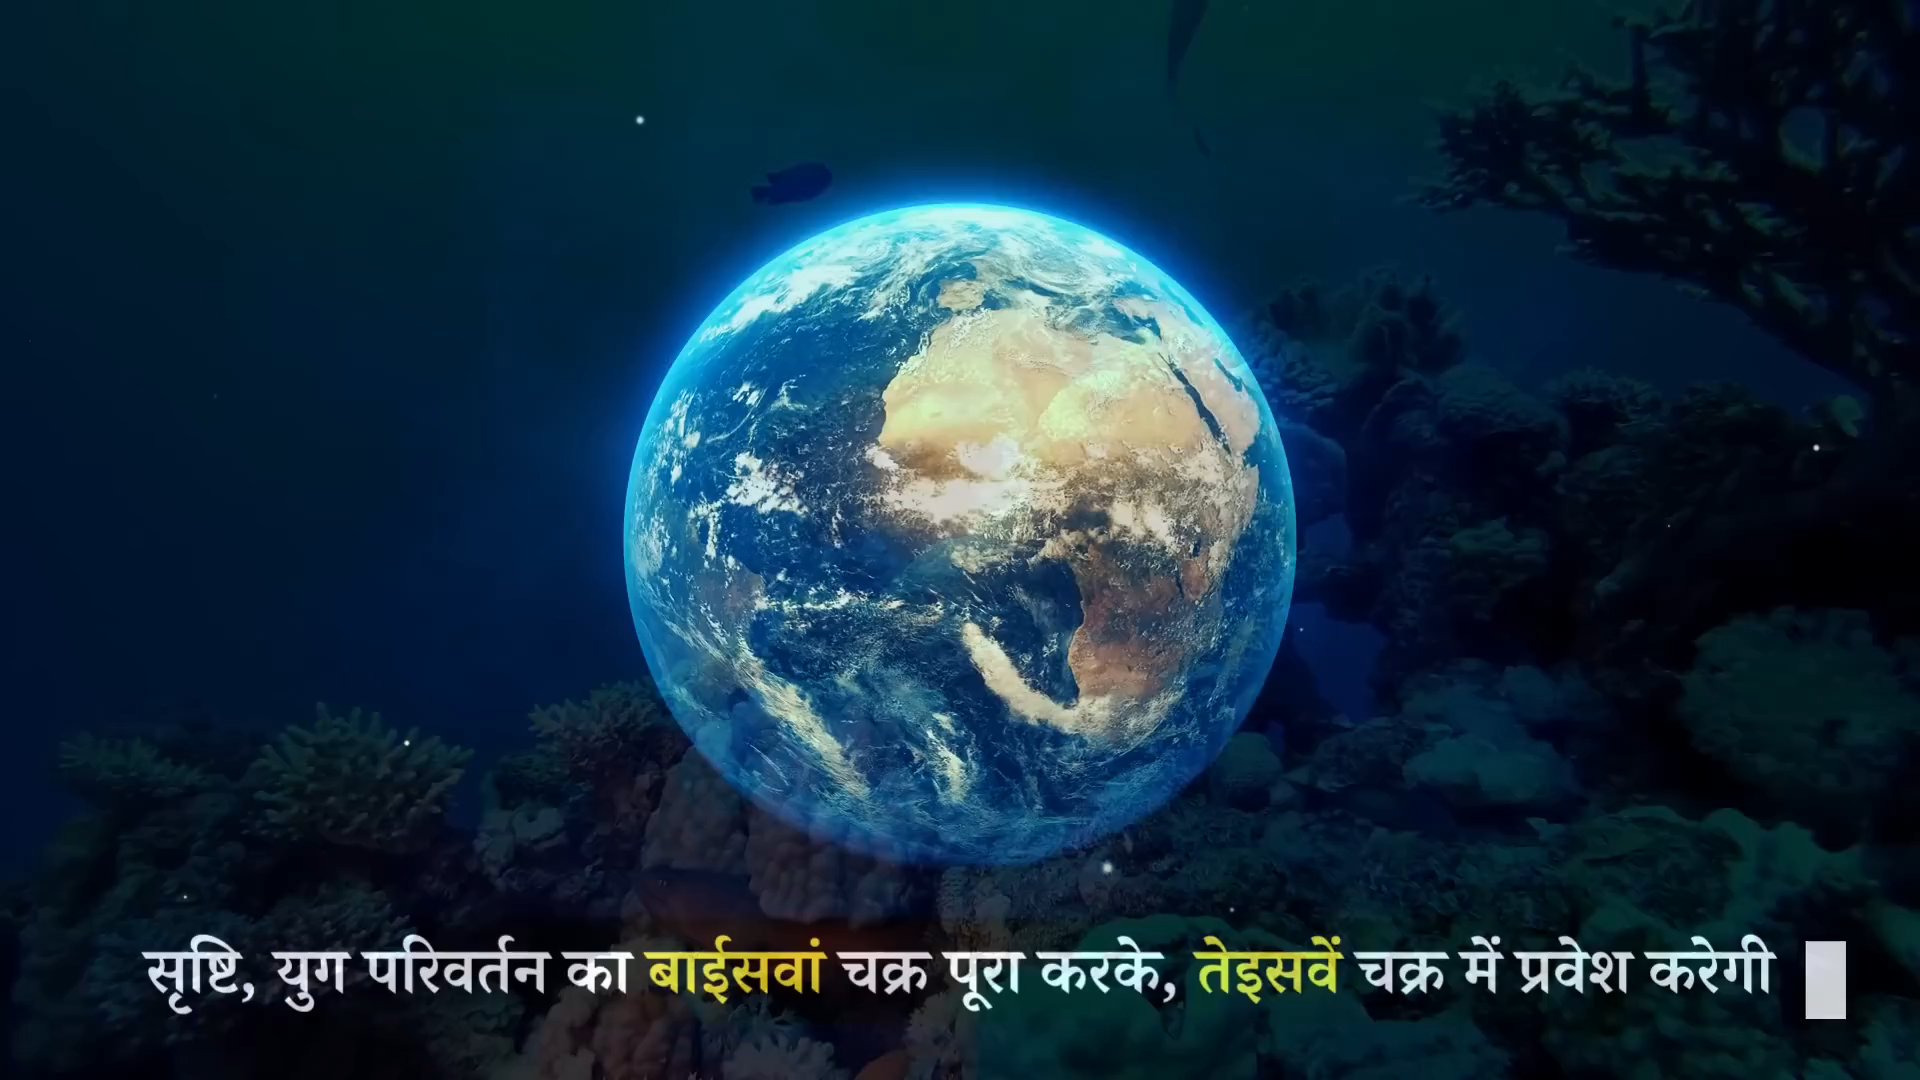 सृष्टि, युग परिवर्तन का बाईसवां चक्र पूरा करके, तेइसवें चक्र में प्रवेश करेगी